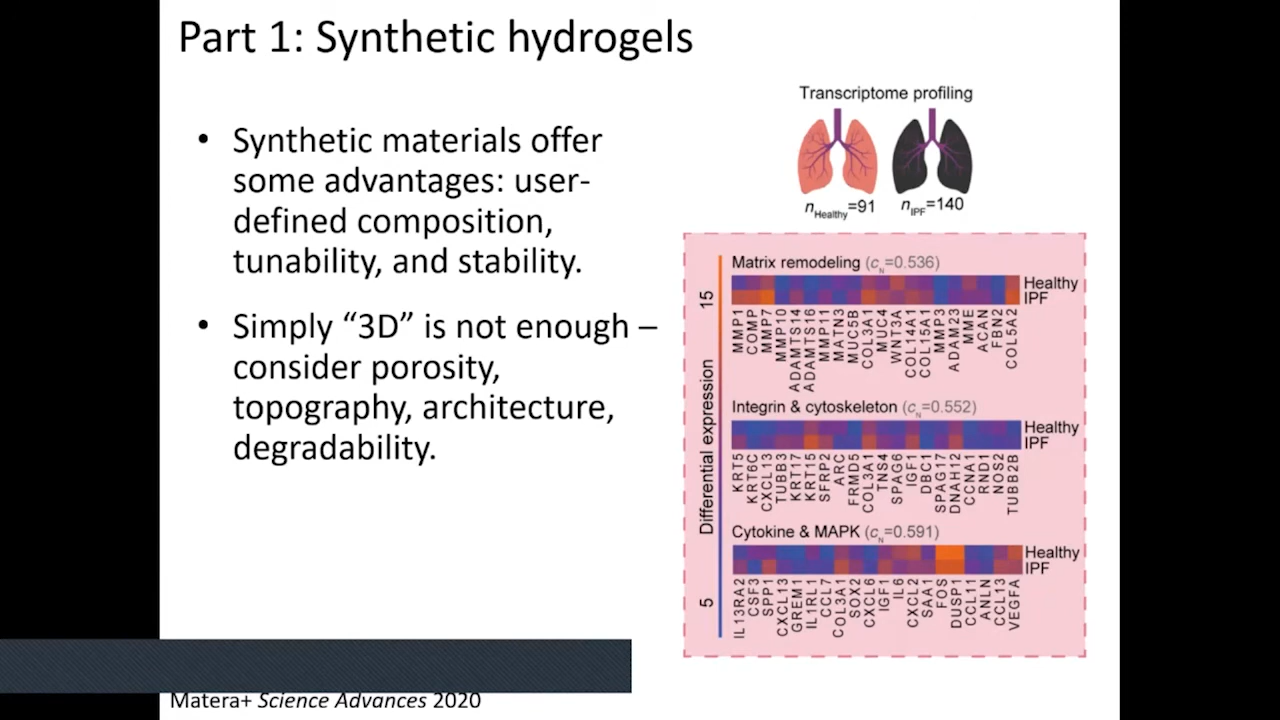 Part 1: Synthetic hydrogels
• Synthetic materials offer
some advantages: user-
defined composition,
tunability, and stability.
• Simply “3D” is not enough –
consider porosity,
topography, architecture,
degradability.
Transcriptome profiling
nHealthy=91 nIPF=140
Differential expression
15
5
Matrix remodeling (cN=0.536)
Healthy
IPF
MMP1
COMP
MMP7
MMP10
ADAMTS14
ADAMTS16
MMP11
MATN3
MUC5B
COL3A1
MUC4
WNT3A
COL14A1
COL15A1
MMP3
ADAM23
MME
ACAN
FBN2
COL5A2
Integrin & cytoskeleton (cN=0.552)
Healthy
IPF
KRT5
KRT6C
CXCL13
TUBB3
KRT17
KRT15
SFRP2
ARC
FRMD5
COL3A1
TNS4
SPAG6
IGF1
DBC1
SPAG17
DNAH12
CCNA1
RND1
NOS2
TUBB2B
Cytokine & MAPK (cN=0.591)
Healthy
IPF
IL13RA2
CSF3
SPP1
CXCL13
GREM1
IL1RL1
CCL7
COL3A1
SOX2
CXCL6
IGF1
IL6
CXCL2
SAA1
FOS
DUSP1
CCL11
ANLN
CCL13
VEGFA
Matera+ Science Advances 2020